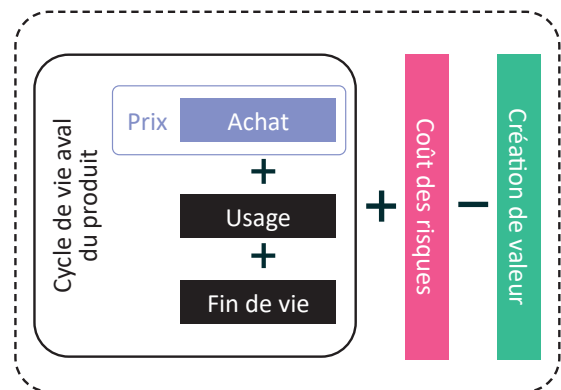 Cycle de vie aval
du produit
Prix
Achat
+
Usage
+
Fin de vie
+
Coût des risques
−
Création de valeur